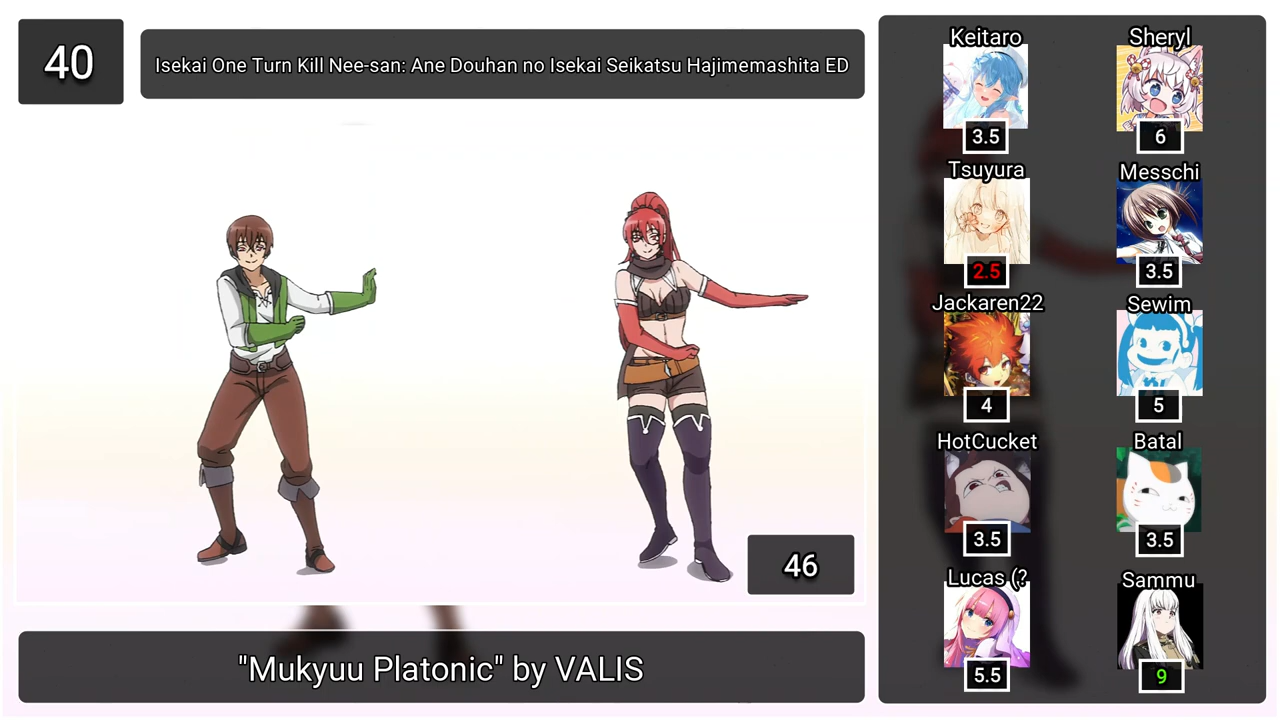 40
Isekai One Turn Kill Nee-san: Ane Douhan no Isekai Seikatsu Hajimemashita ED
46
"Mukyuu Platonic" by VALIS
Keitaro
3.5
Sheryl
6
Tsuyura
2.5
Messchi
3.5
Jackaren22
4
Sewim
5
HotCucket
3.5
Batal
3.5
Lucas (?
5.5
Sammu
9